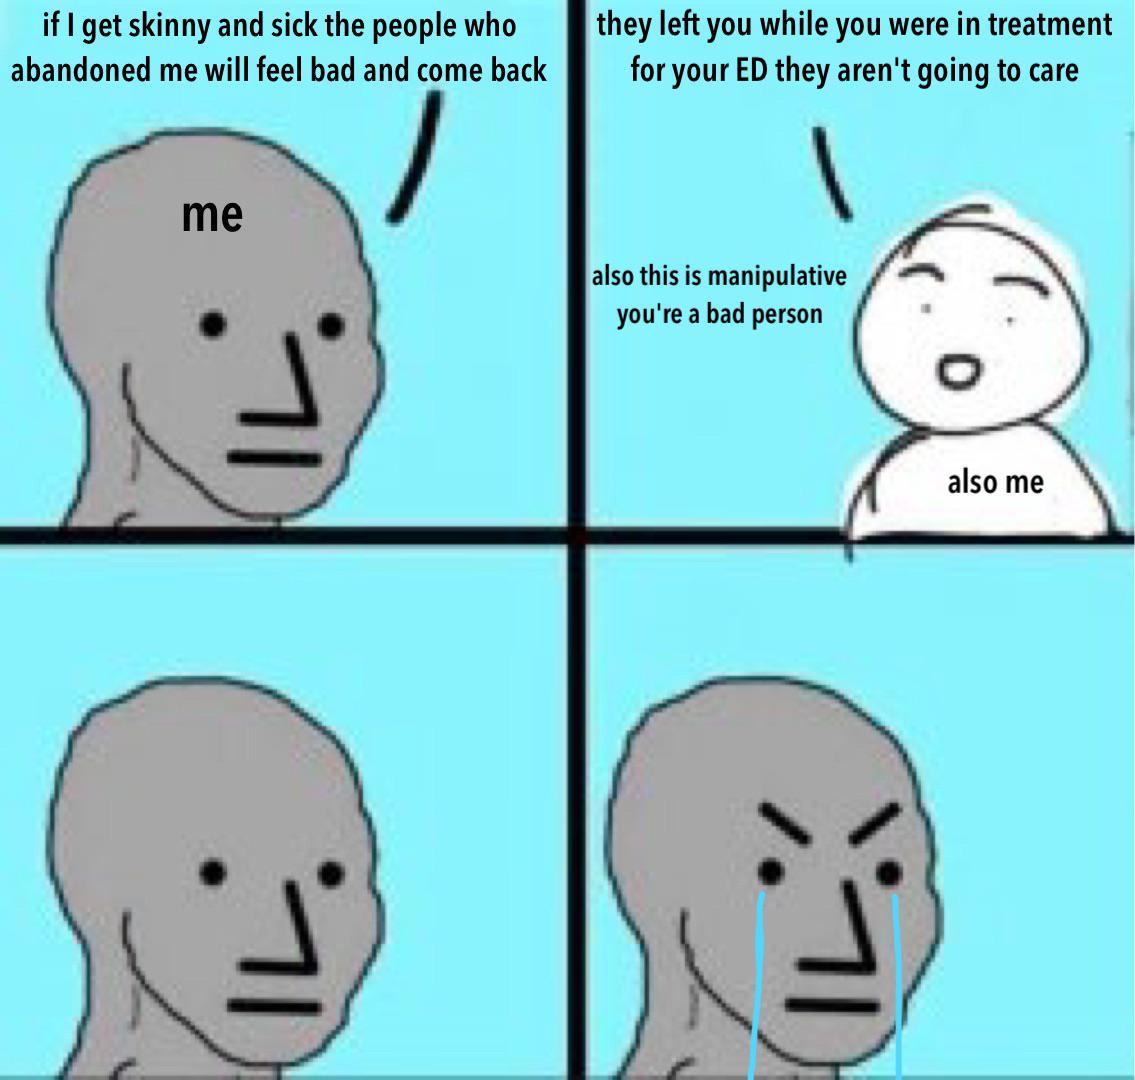 if I get skinny and sick the people who
abandoned me will feel bad and come back
me
they left you while you were in treatment
for your ED they aren't going to care
also this is manipulative
you're a bad person
also me